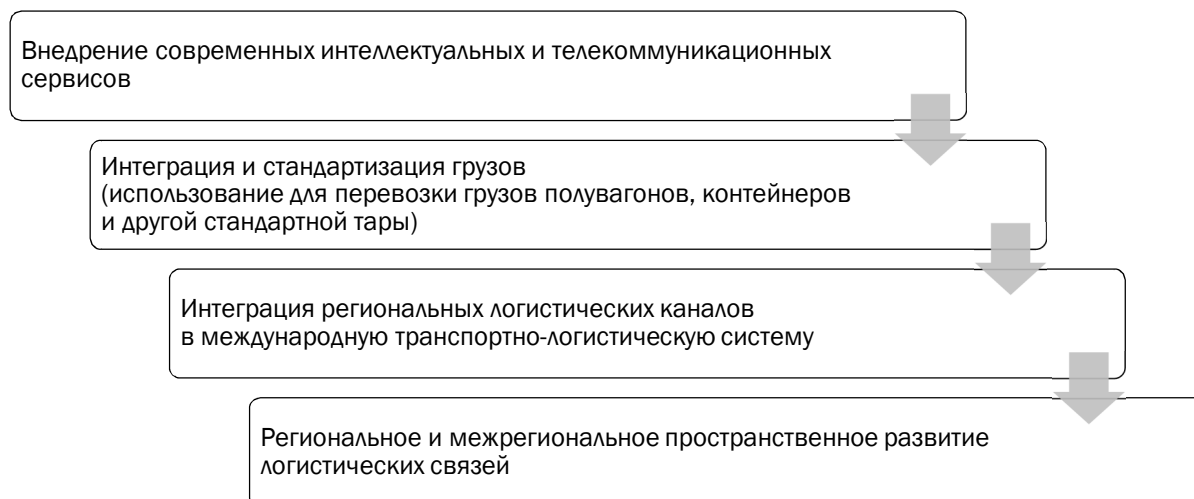 Внедрение современных интеллектуальных и телекоммуникационных
сервисов
Интеграция и стандартизация грузов
(использование для перевозки грузов полувагонов, контейнеров
и другой стандартной тары)
Интеграция региональных логистических каналов
в международную транспортно-логистическую систему
Региональное и межрегиональное пространственное развитие
логистических связей